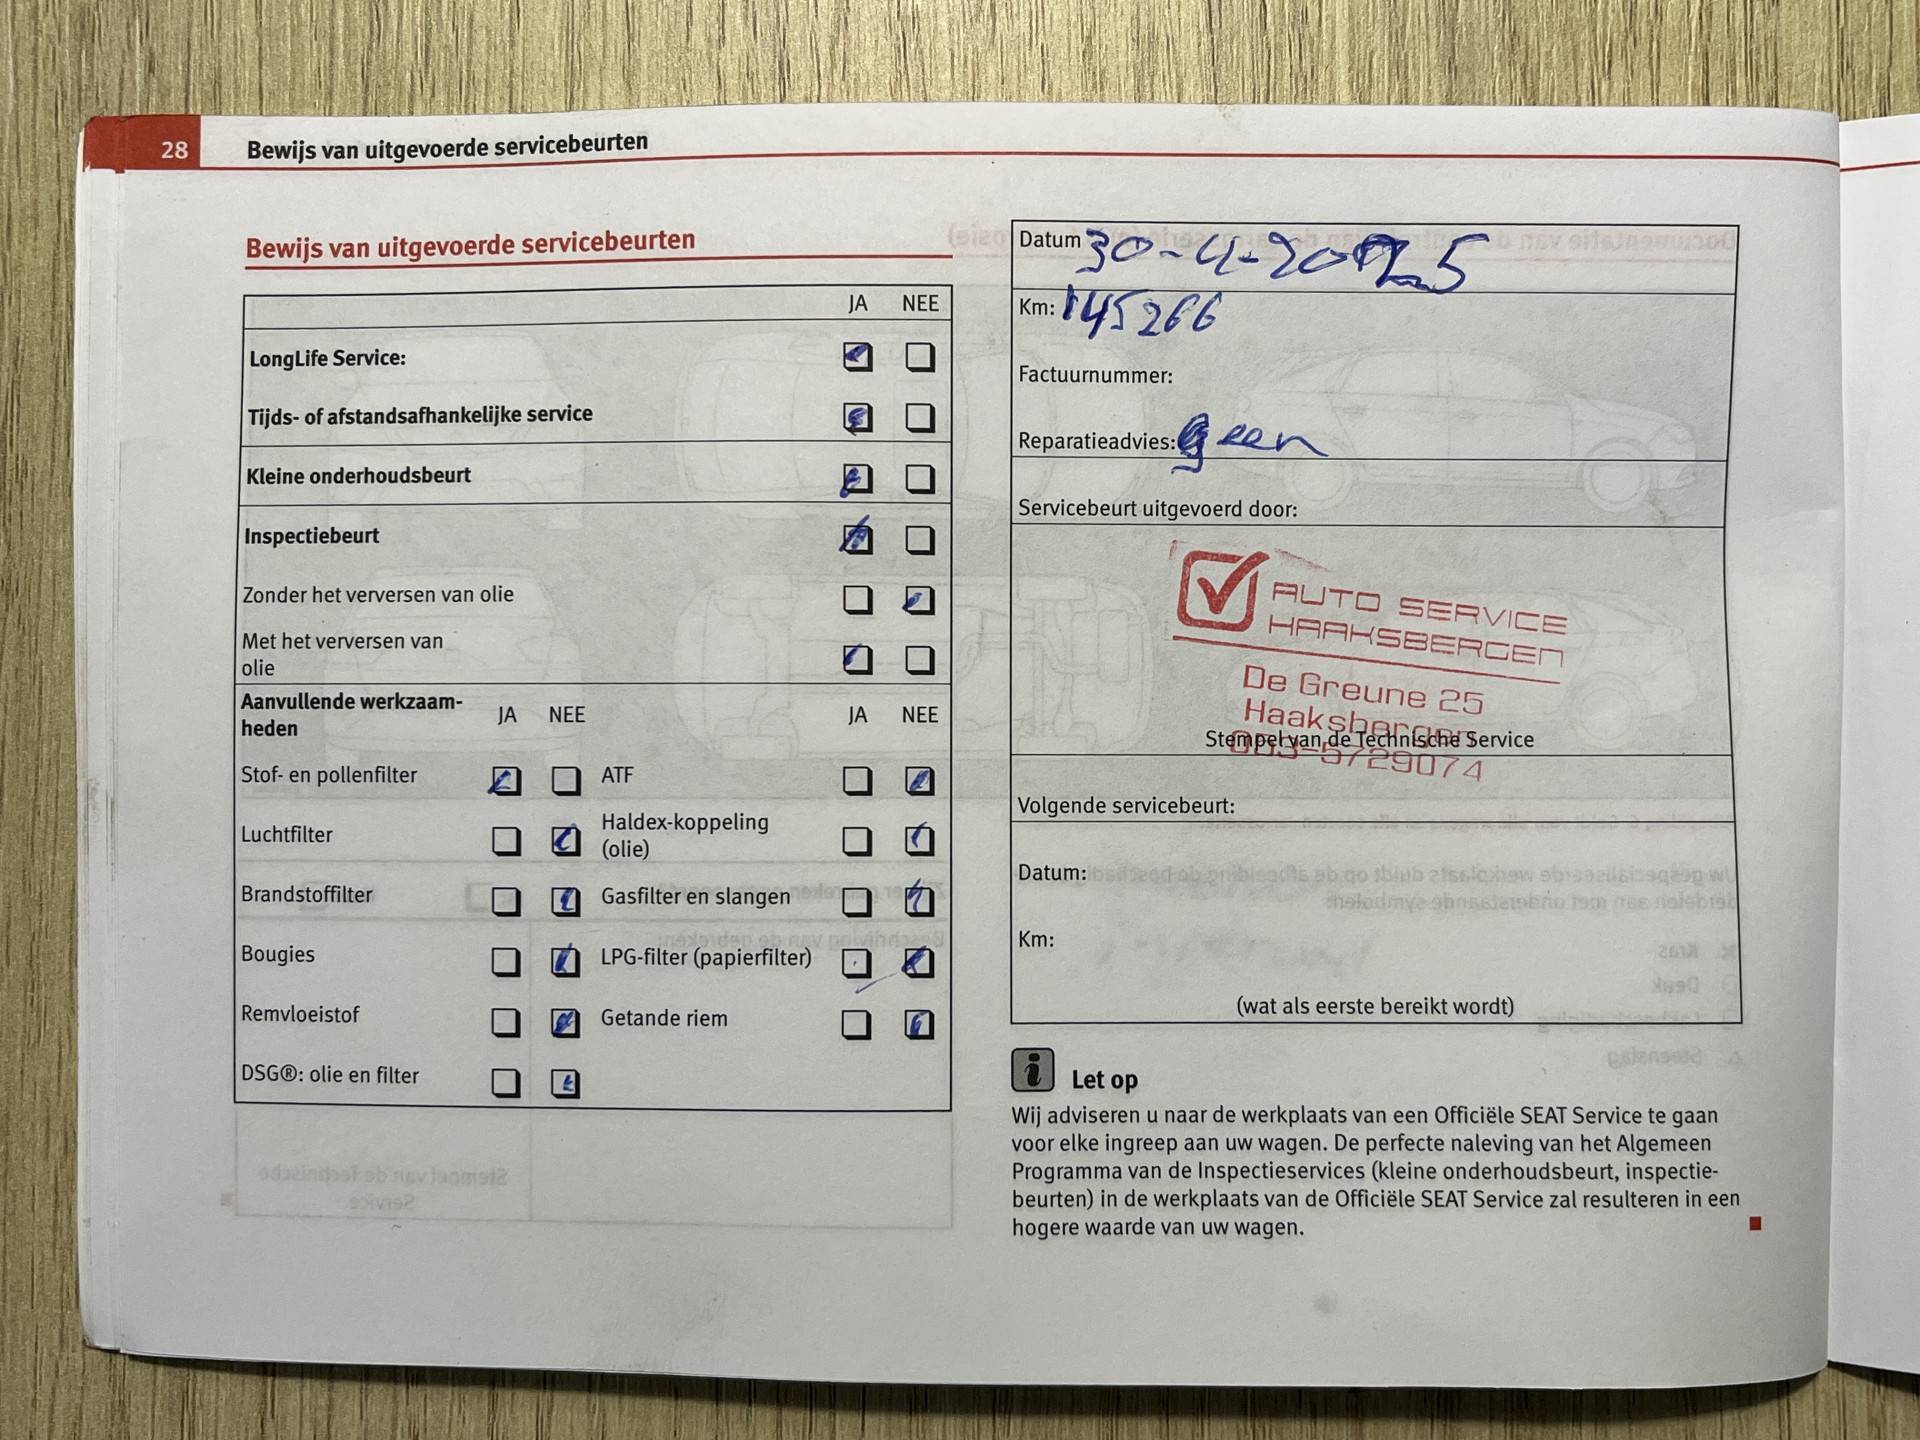 28
Bewijs van uitgevoerde servicebeurten
Bewijs van uitgevoerde servicebeurten
JA NEE
LongLife Service:
Tijds- of afstandsafhankelijke service
Kleine onderhoudsbeurt
Inspectiebeurt
Zonder het verversen van olie
Met het verversen van
olie
Aanvullende werkzaam-
heden
JA NEE JA NEE
Stof- en pollenfilter ATF
Luchtfilter Haldex-koppeling
(olie)
Brandstoffilter Gasfilter en slangen
Bougies LPG-filter (papierfilter)
Remvloeistof Getande riem
DSG®: olie en filter
Datum 30-4-2025
Km: 145266
Factuurnummer:
Reparatieadvies: geen
Servicebeurt uitgevoerd door:
AUTO SERVICE
HAAKSBERGEN
De Greune 25
Haaksbergen
Stempel van de Technische Service
053-5729074
Volgende servicebeurt:
Datum:
Km:
(wat als eerste bereikt wordt)
i Let op
Wij adviseren u naar de werkplaats van een Officiële SEAT Service te gaan
voor elke ingreep aan uw wagen. De perfecte naleving van het Algemeen
Programma van de Inspectieservices (kleine onderhoudsbeurt, inspectie-
beurten) in de werkplaats van de Officiële SEAT Service zal resulteren in een
hogere waarde van uw wagen.